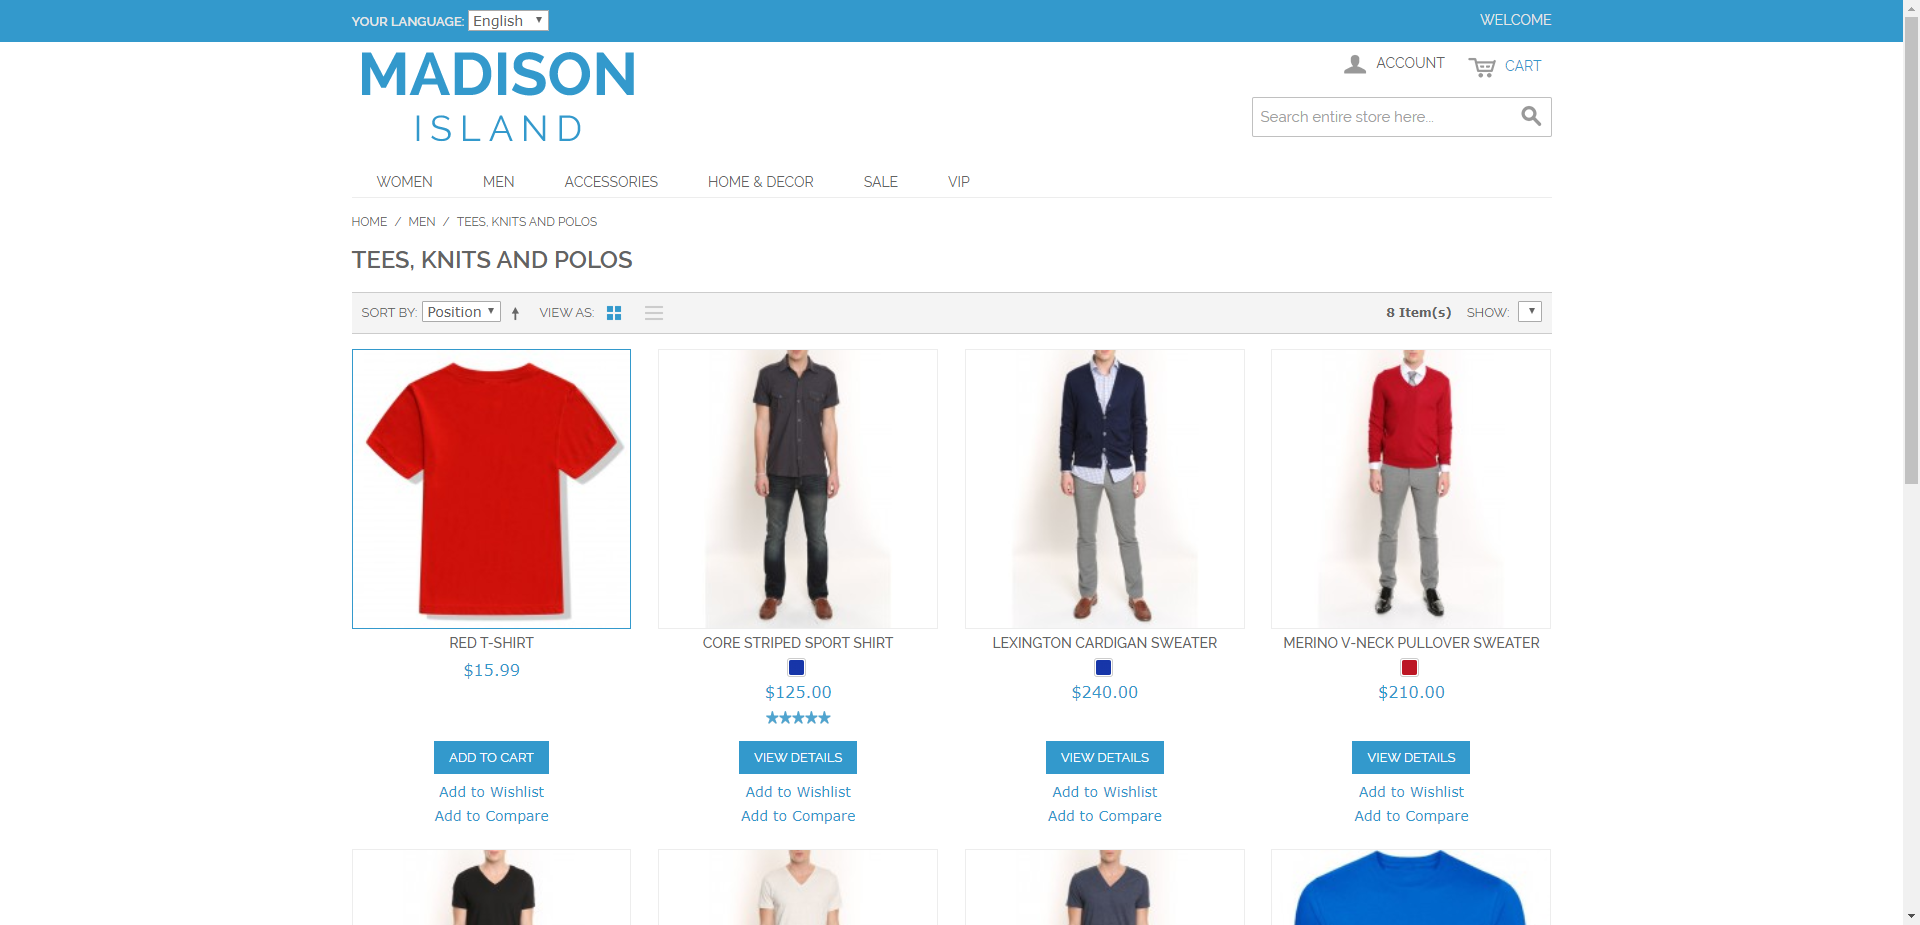 YOUR LANGUAGE: English
WELCOME
MADISON
ISLAND
ACCOUNT
CART
Search entire store here...
WOMEN MEN ACCESSORIES HOME & DECOR SALE VIP
HOME / MEN / TEES, KNITS AND POLOS
TEES, KNITS AND POLOS
SORT BY: Position VIEW AS: 8 Item(s) SHOW:
RED T-SHIRT
$15.99
ADD TO CART
Add to Wishlist
Add to Compare
CORE STRIPED SPORT SHIRT
$125.00
VIEW DETAILS
Add to Wishlist
Add to Compare
LEXINGTON CARDIGAN SWEATER
$240.00
VIEW DETAILS
Add to Wishlist
Add to Compare
MERINO V-NECK PULLOVER SWEATER
$210.00
VIEW DETAILS
Add to Wishlist
Add to Compare